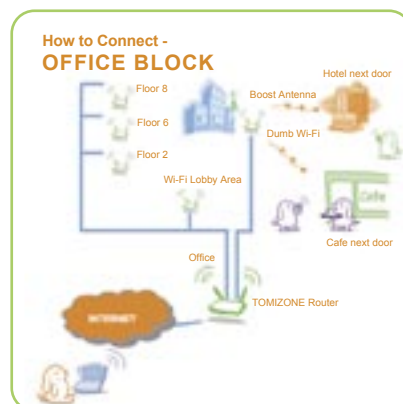 How to Connect -
OFFICE BLOCK
Hotel next door
Floor 8
Boost Antenna
Floor 6
Dumb Wi-Fi
Floor 2
Wi-Fi Lobby Area
Cafe
Cafe next door
Office
TOMIZONE Router
INTERNET